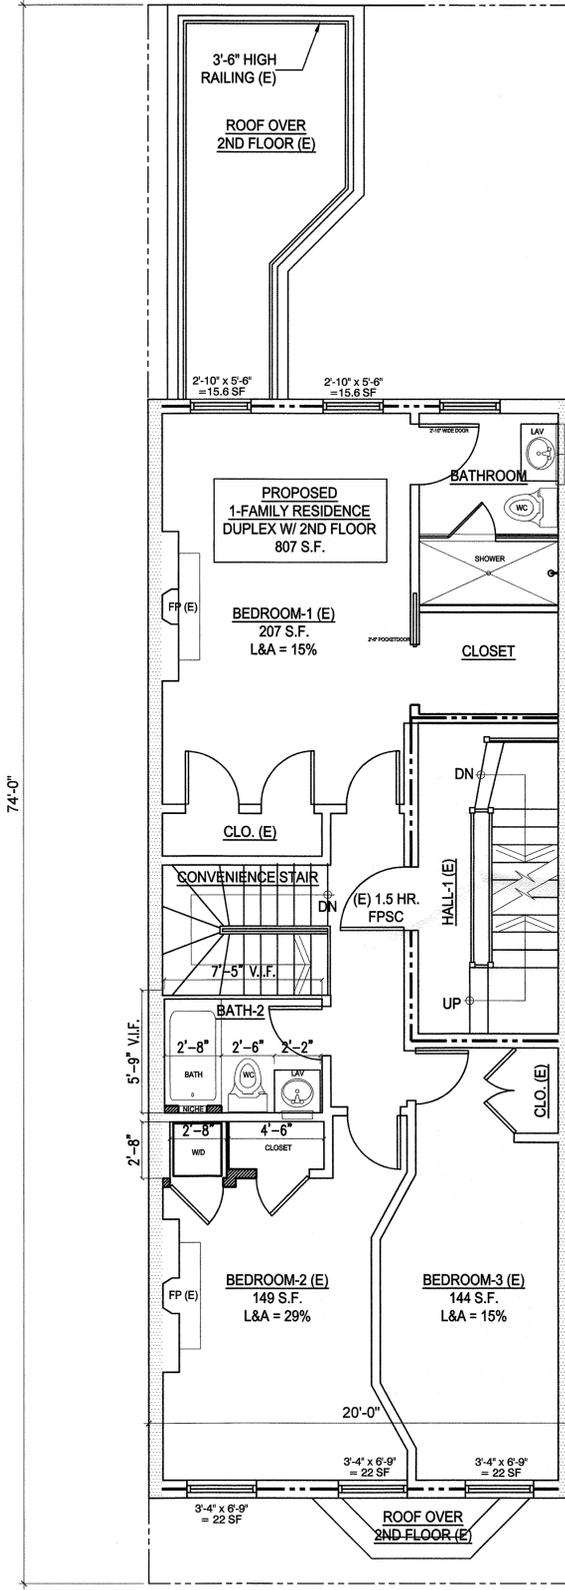 3'-6" HIGH
RAILING (E)
ROOF OVER
2ND FLOOR (E)
2'-10" x 5'-6"
= 15.6 SF
2'-10" x 5'-6"
= 15.6 SF
2'-10" WIDE DOOR
LAV
BATHROOM
WC
PROPOSED
1-FAMILY RESIDENCE
DUPLEX W/ 2ND FLOOR
807 S.F.
SHOWER
FP (E)
BEDROOM-1 (E)
207 S.F.
L&A = 15%
CLOSET
74'-0"
DN
CLO. (E)
CONVENIENCE STAIR
DN
(E) 1.5 HR.
FPSC
HALL-1 (E)
7'-5" V.I.F.
UP
BATH-2
5'-9" V.I.F.
2'-8"
2'-6"
2'-2"
BATH
WC
LAV
NICHE
CLO. (E)
2'-8"
2'-8"
4'-6"
W/D
CLOSET
FP (E)
BEDROOM-2 (E)
149 S.F.
L&A = 29%
BEDROOM-3 (E)
144 S.F.
L&A = 15%
20'-0"
3'-4" x 6'-9"
= 22 SF
3'-4" x 6'-9"
= 22 SF
3'-4" x 6'-9"
= 22 SF
ROOF OVER
2ND FLOOR (E)